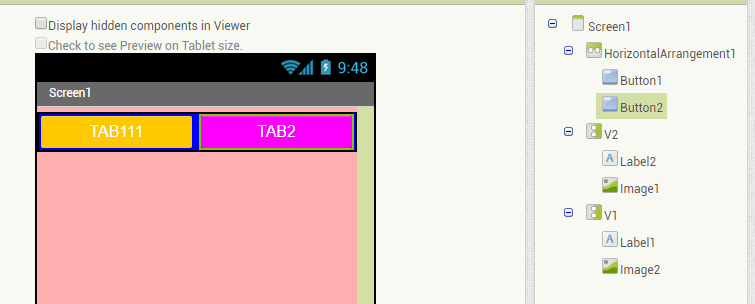 Display hidden components in Viewer
Check to see Preview on Tablet size.
9:48
Screen1
TAB111 TAB2
Screen1
HorizontalArrangement1
Button1
Button2
V2
A Label2
Image1
V1
A Label1
Image2